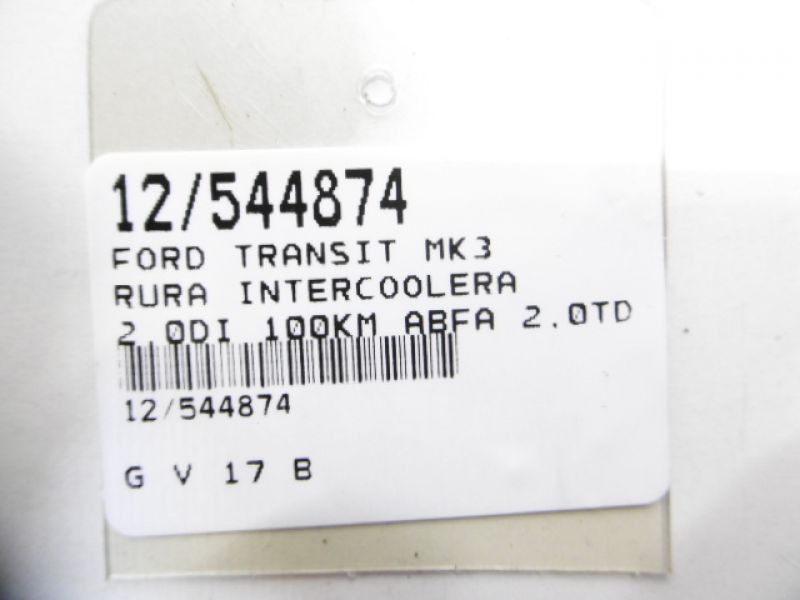 12/544874
FORD TRANSIT MK3
RURA INTERCOOLERA
2.0DI 100KM ABFA 2.0TD
12/544874
G V 17 B